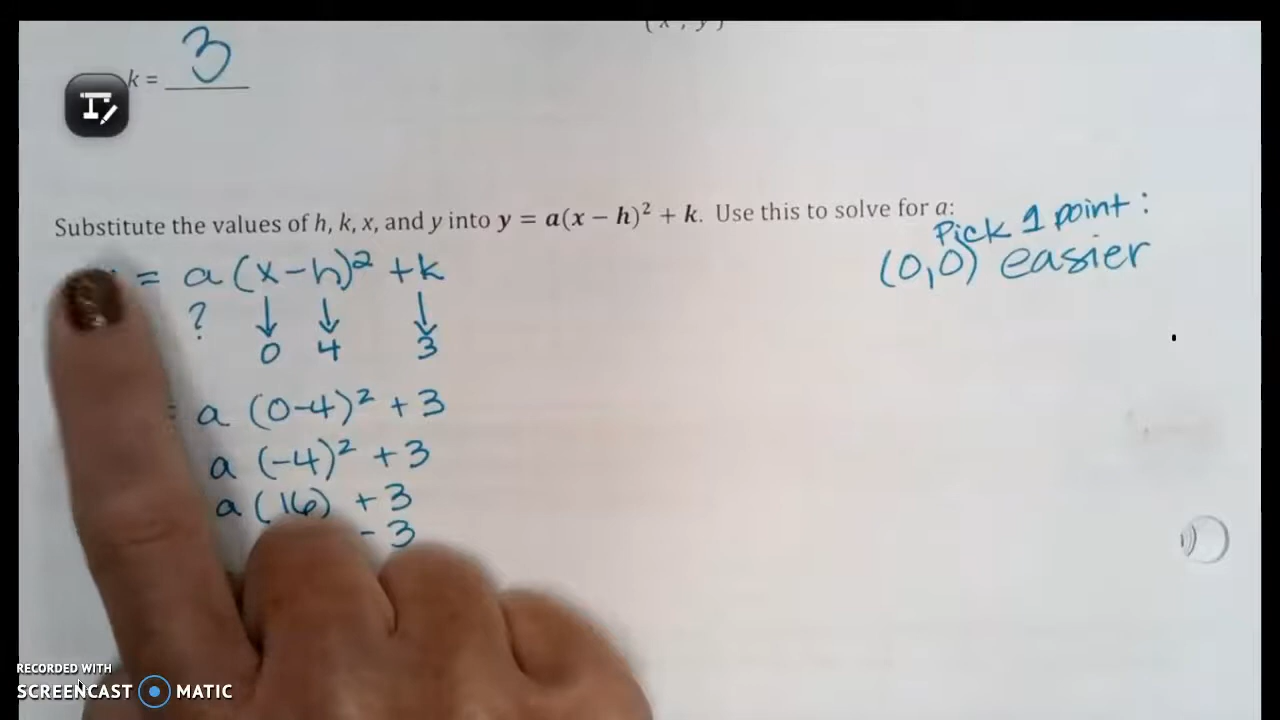 3
k =
Substitute the values of h, k, x, and y into y = a(x − h)² + k. Use this to solve for a:
Pick 1 point:
(0,0) easier
= a (x-h)² + k
? ↓ ↓ ↓
0 4 3
= a (0-4)² + 3
a (-4)² + 3
a (16) + 3
- 3
RECORDED WITH
SCREENCAST MATIC